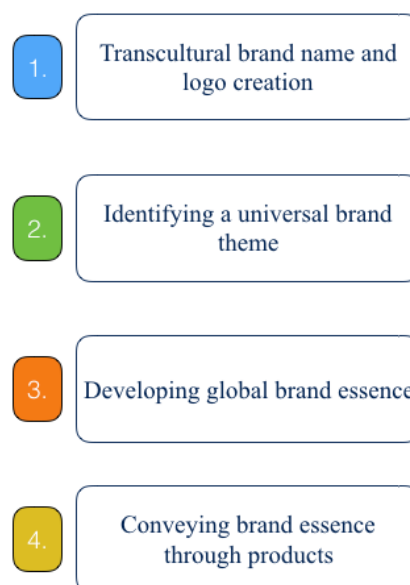 1.
Transcultural brand name and
logo creation
2.
Identifying a universal brand
theme
3.
Developing global brand essence
4.
Conveying brand essence
through products